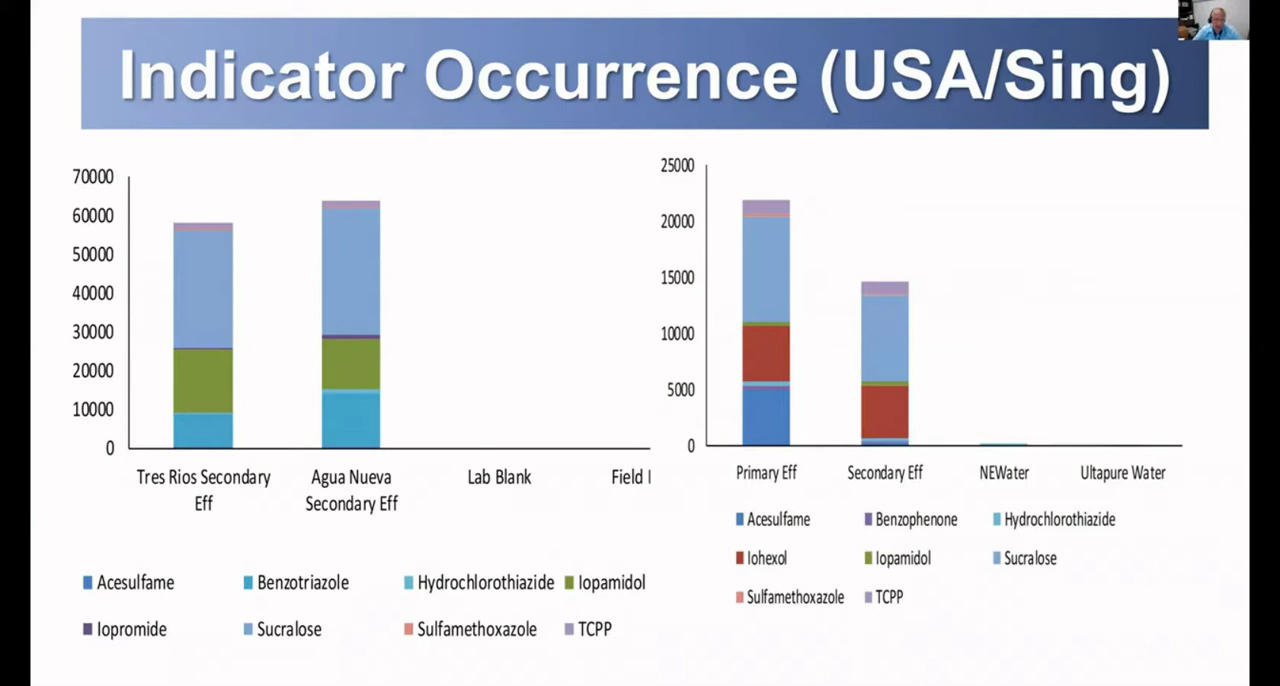 Indicator Occurrence (USA/Sing)
70000
60000
50000
40000
30000
20000
10000
0
Tres Rios Secondary
Eff
Agua Nueva
Secondary Eff
Lab Blank
Field
Acesulfame
Benzotriazole
Hydrochlorothiazide
Iopamidol
Iopromide
Sucralose
Sulfamethoxazole
TCPP
25000
20000
15000
10000
5000
0
Primary Eff
Secondary Eff
NEWater
Ultapure Water
Acesulfame
Benzophenone
Hydrochlorothiazide
Iohexol
Iopamidol
Sucralose
Sulfamethoxazole
TCPP